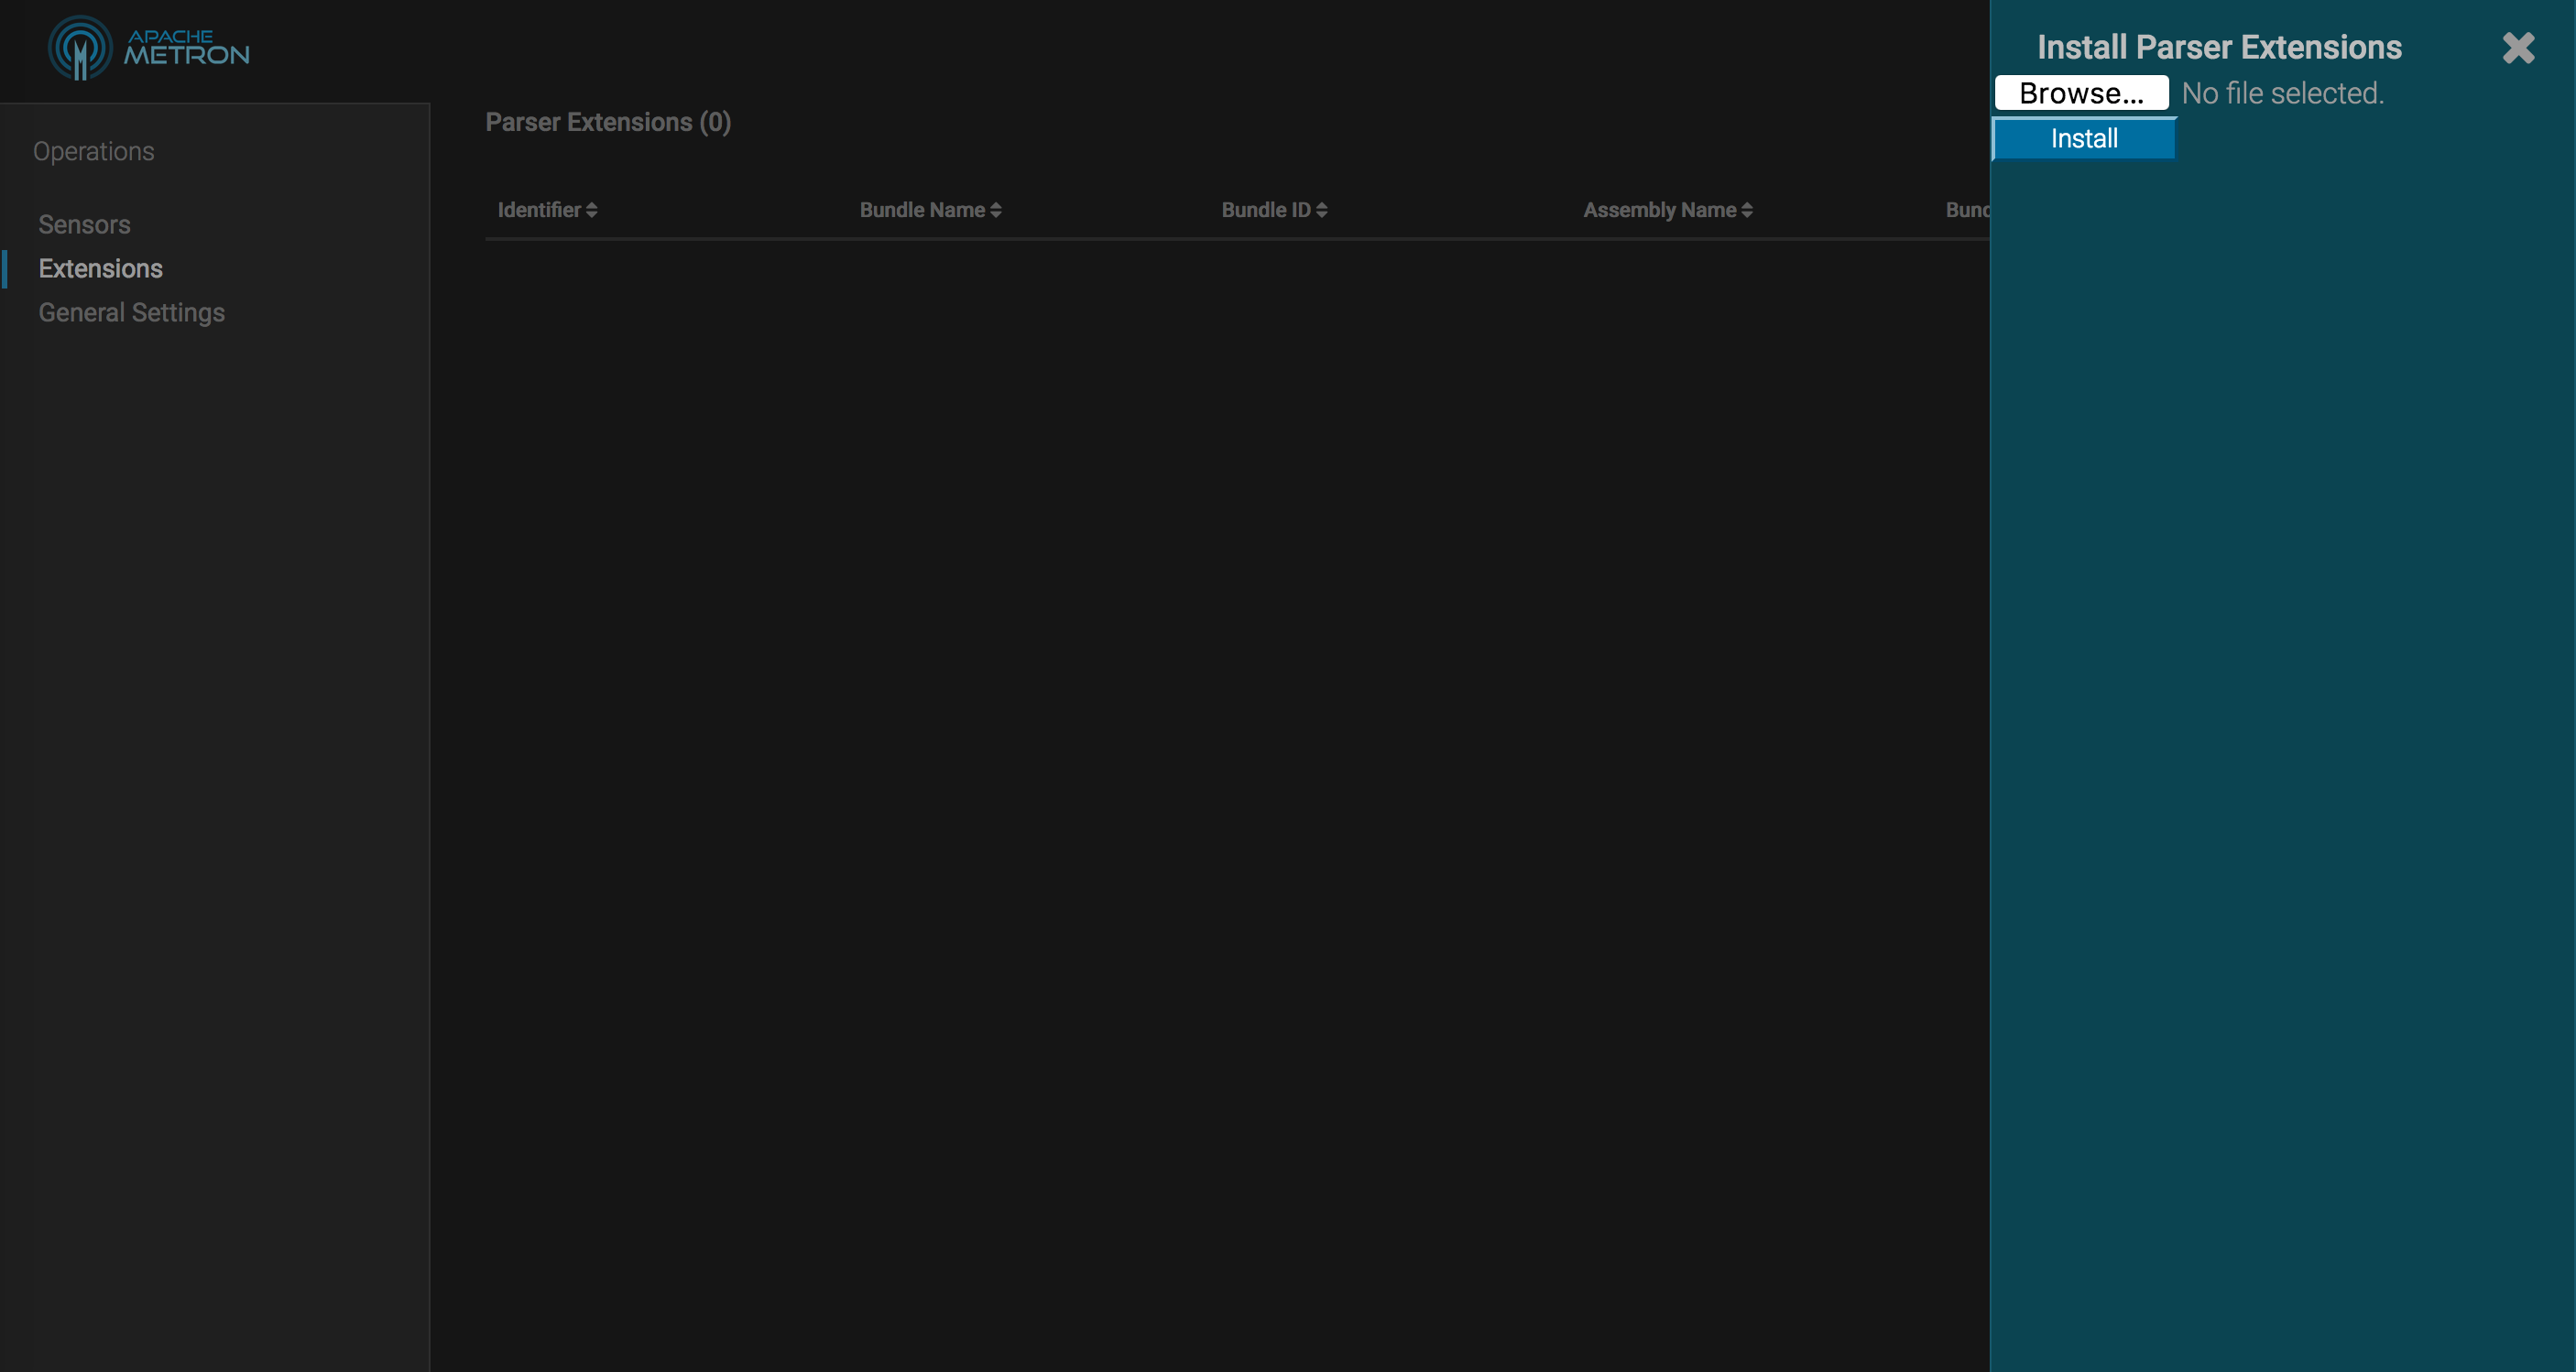 APACHE
METRON
Operations
Sensors
Extensions
General Settings
Parser Extensions (0)
Identifier Bundle Name Bundle ID Assembly Name Bund
Install Parser Extensions
Browse... No file selected.
Install